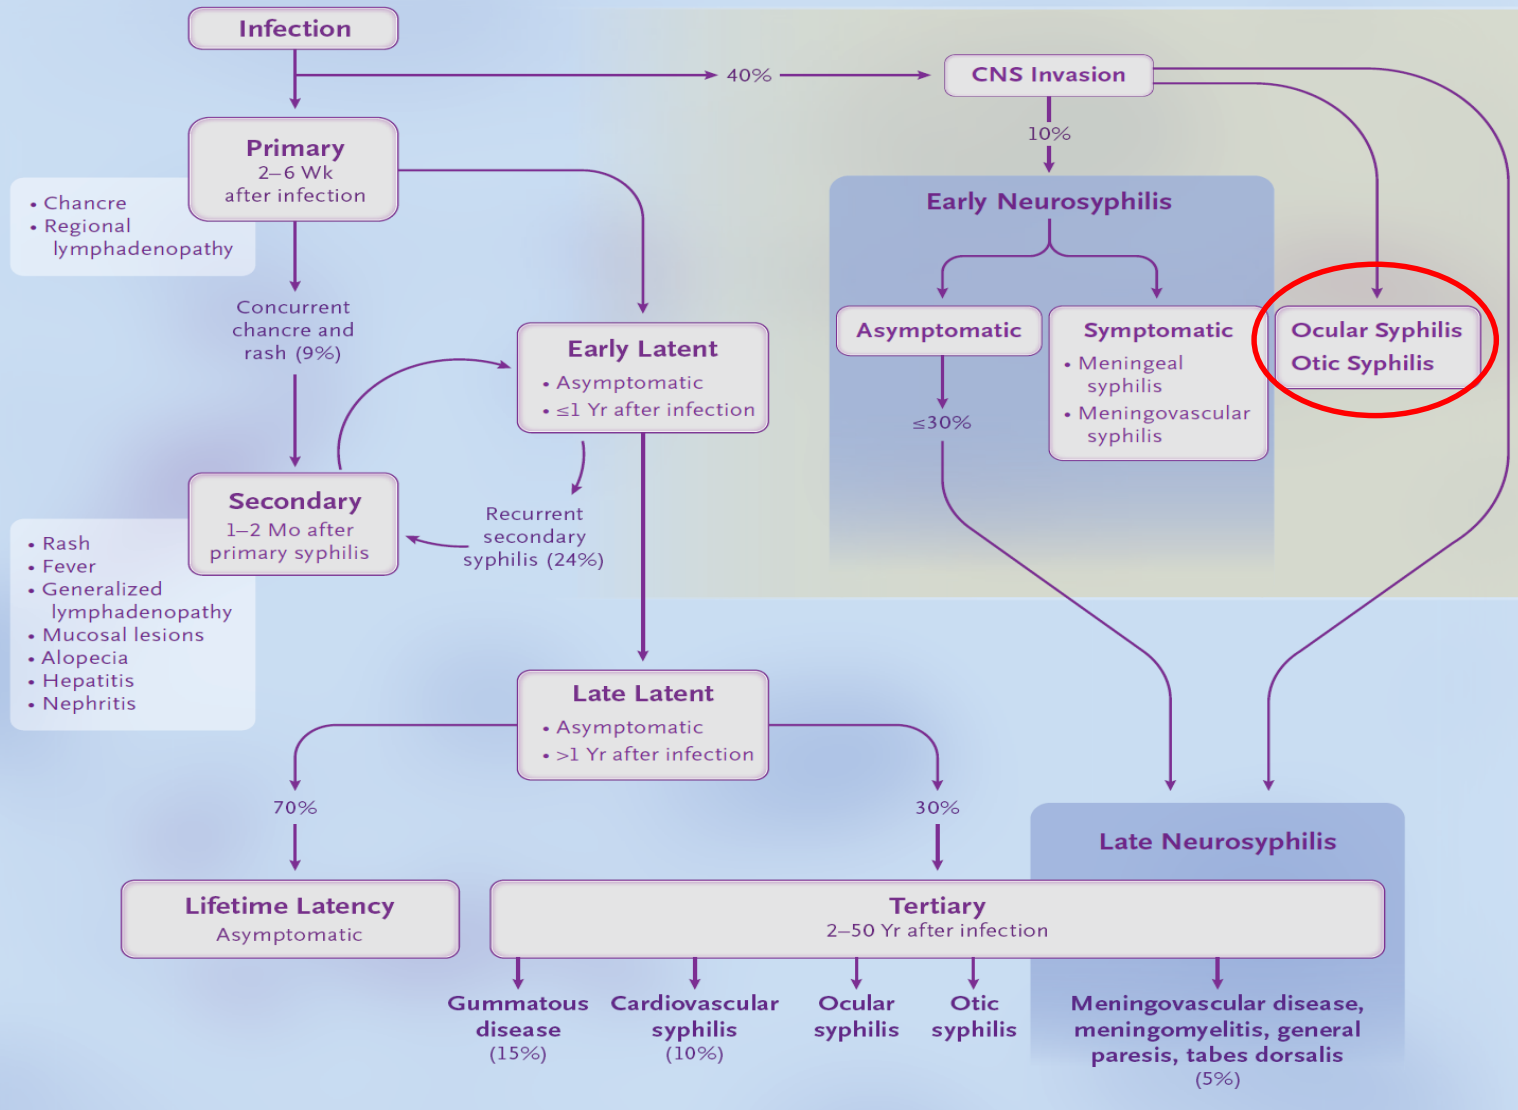 Infection
40%
CNS Invasion
10%
Primary
2–6 Wk
after infection
• Chancre
• Regional
lymphadenopathy
Concurrent
chancre and
rash (9%)
Early Neurosyphilis
Asymptomatic
≤30%
Symptomatic
• Meningeal
syphilis
• Meningovascular
syphilis
Ocular Syphilis
Otic Syphilis
Early Latent
• Asymptomatic
• ≤1 Yr after infection
Secondary
1–2 Mo after
primary syphilis
Recurrent
secondary
syphilis (24%)
• Rash
• Fever
• Generalized
lymphadenopathy
• Mucosal lesions
• Alopecia
• Hepatitis
• Nephritis
Late Latent
• Asymptomatic
• >1 Yr after infection
70%
30%
Late Neurosyphilis
Lifetime Latency
Asymptomatic
Tertiary
2–50 Yr after infection
Gummatous
disease
(15%)
Cardiovascular
syphilis
(10%)
Ocular
syphilis
Otic
syphilis
Meningovascular disease,
meningomyelitis, general
paresis, tabes dorsalis
(5%)